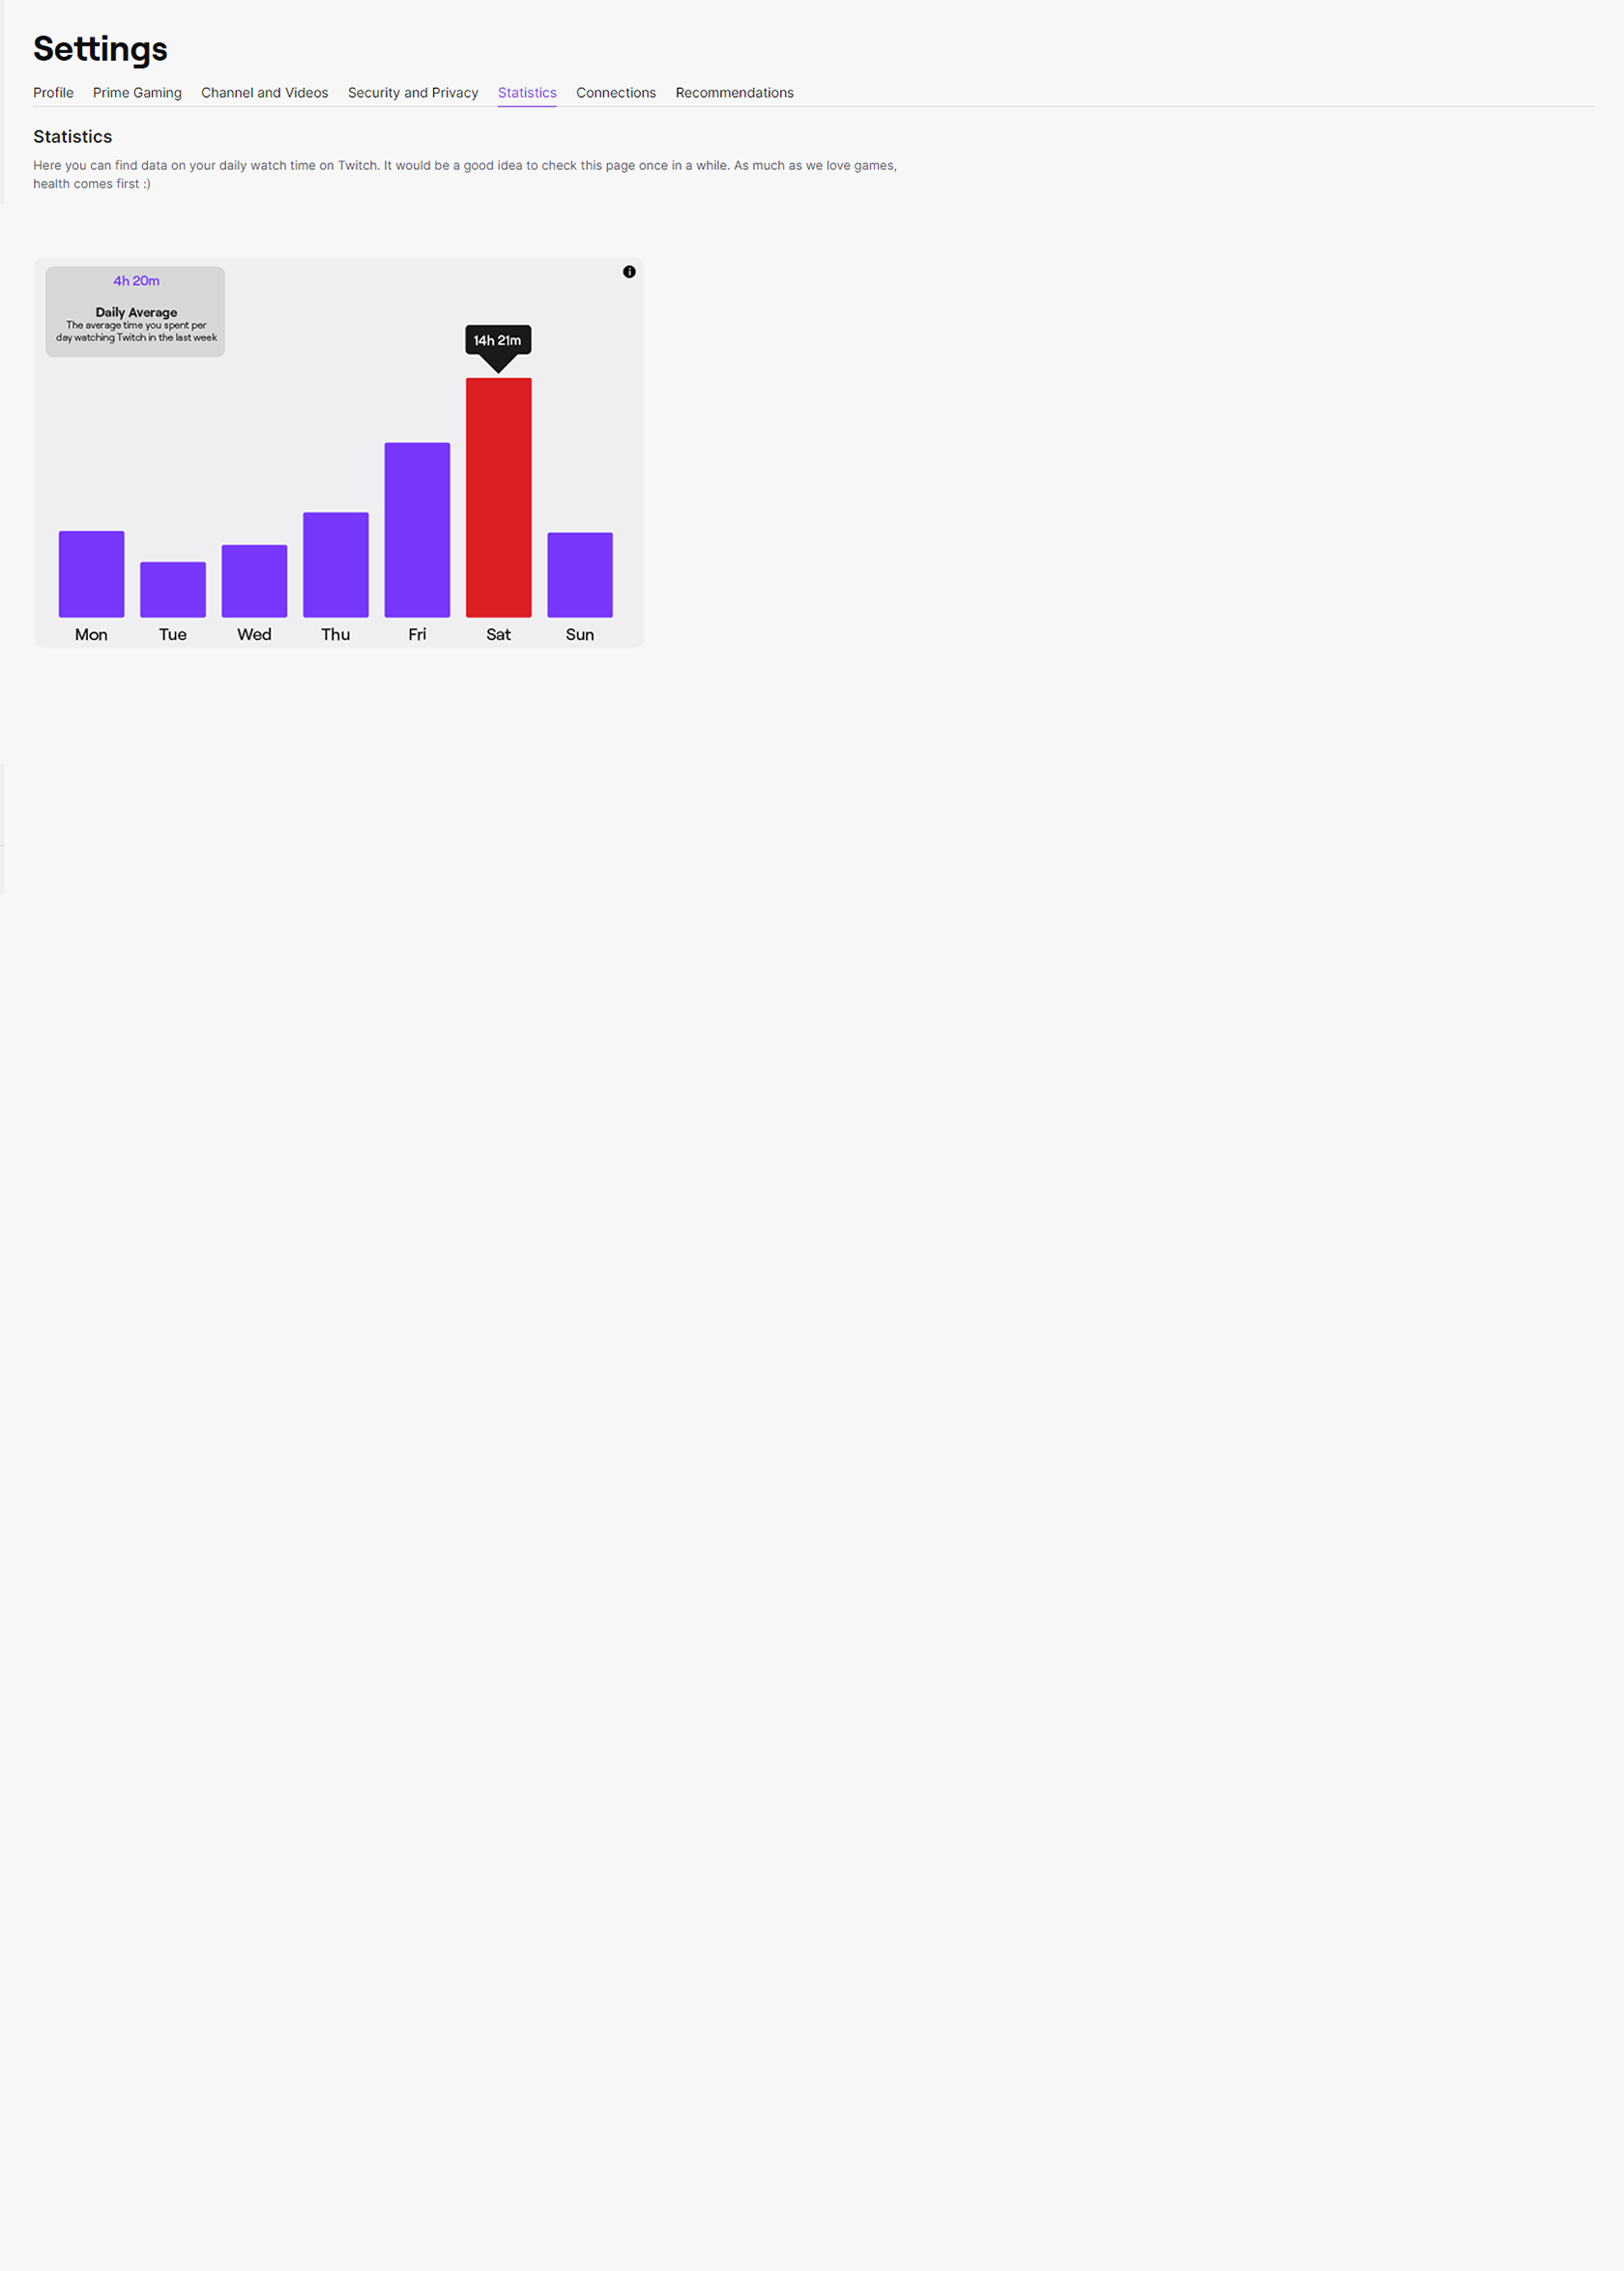 Settings
Profile Prime Gaming Channel and Videos Security and Privacy Statistics Connections Recommendations
Statistics
Here you can find data on your daily watch time on Twitch. It would be a good idea to check this page once in a while. As much as we love games,
health comes first :)
4h 20m
Daily Average
The average time you spent per
day watching Twitch in the last week
14h 21m
Mon Tue Wed Thu Fri Sat Sun